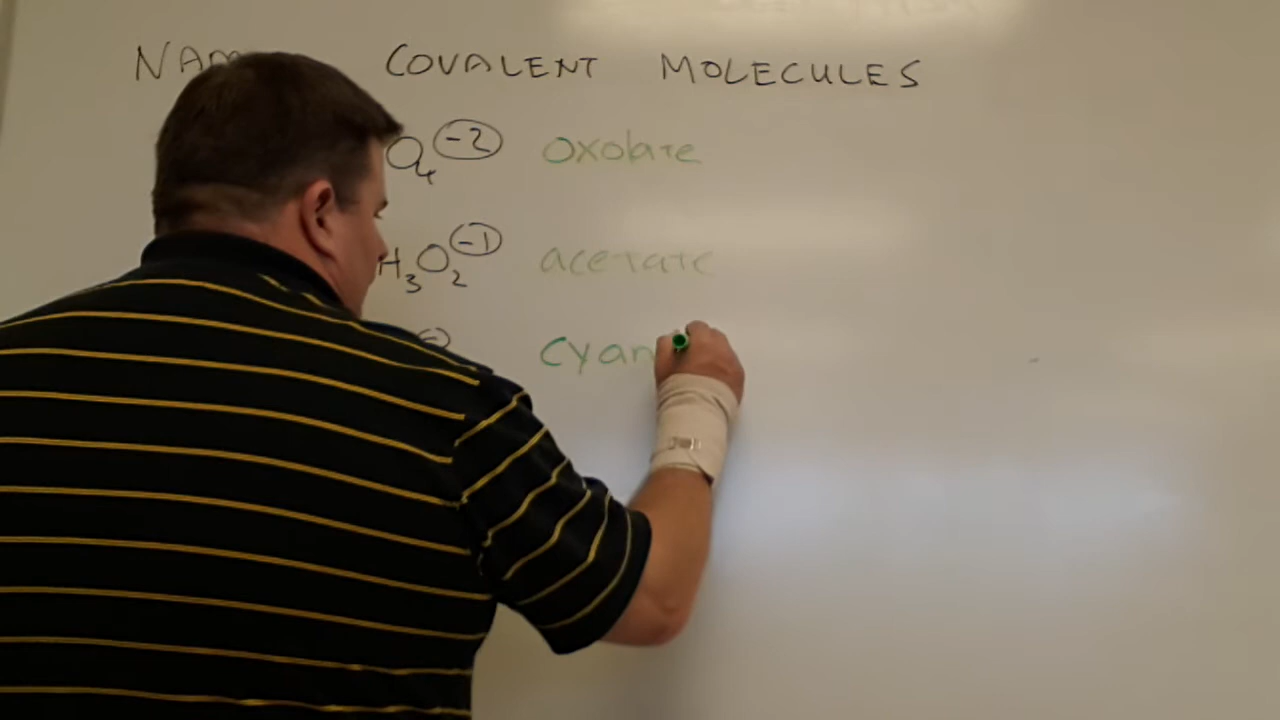 NAM COVALENT MOLECULES
O₄⁻² oxolate
H₃O₂⁻¹ acetate
cyan